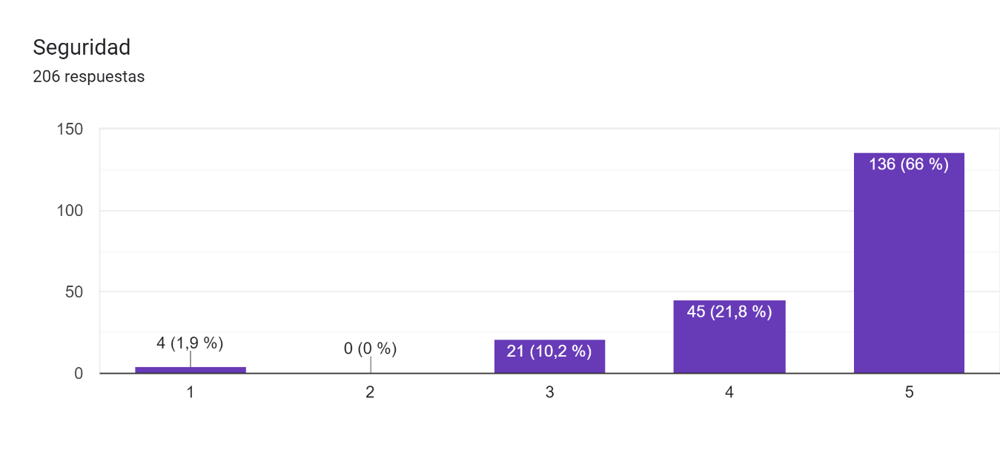 Seguridad
206 respuestas
150
100
50
0
4 (1,9 %)
0 (0 %)
21 (10,2 %)
45 (21,8 %)
136 (66 %)
1
2
3
4
5